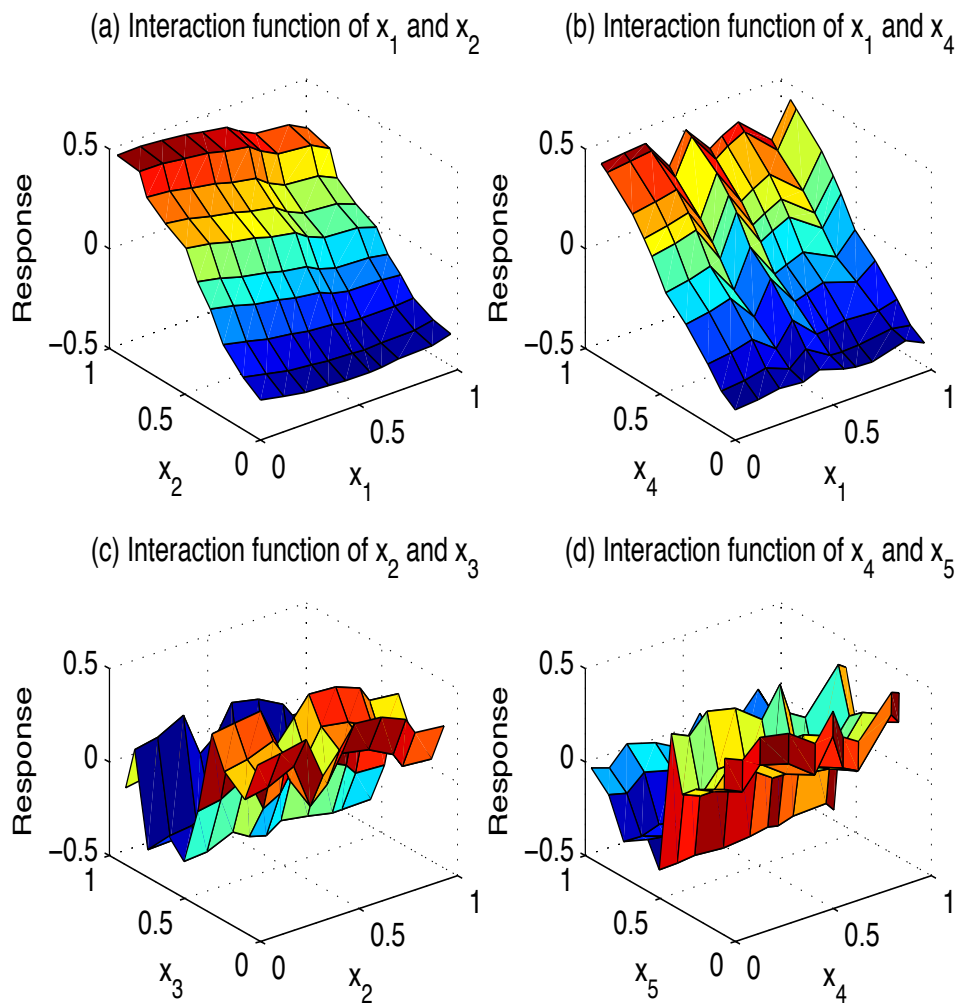 (a) Interaction function of x₁ and x₂
0.5
0
−0.5
Response
1
0.5
0
x₂
0
0.5
1
x₁
(b) Interaction function of x₁ and x₄
0.5
0
−0.5
Response
1
0.5
0
x₄
0
0.5
1
x₁
(c) Interaction function of x₂ and x₃
0.5
0
−0.5
Response
1
0.5
0
x₃
0
0.5
1
x₂
(d) Interaction function of x₄ and x₅
0.5
0
−0.5
Response
1
0.5
0
x₅
0
0.5
1
x₄